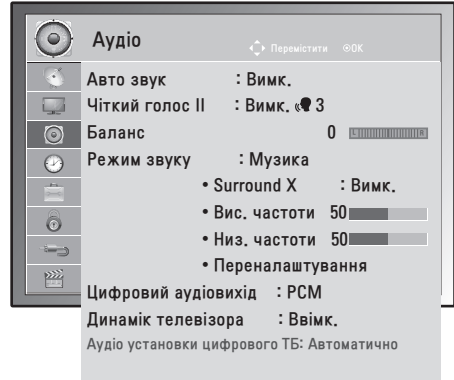 Аудіо
Перемістити OK
Авто звук : Вимк.
Чіткий голос II : Вимк. 3
Баланс 0 L R
Режим звуку : Музика
• Surround X : Вимк.
• Вис. частоти 50
• Низ. частоти 50
• Переналаштування
Цифровий аудіовихід : PCM
Динамік телевізора : Ввімк.
Аудіо установки цифрового ТБ: Автоматично